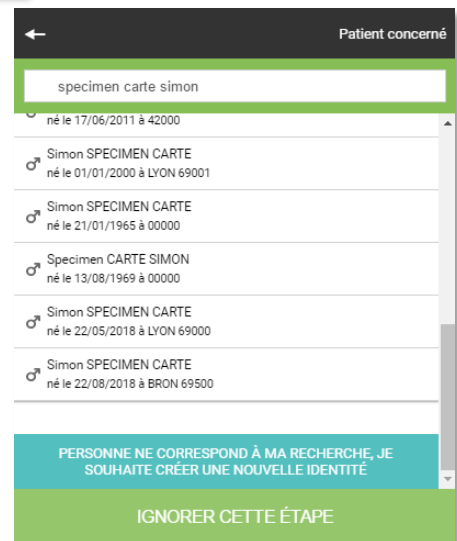 Patient concerné
specimen carte simon
né le 17/06/2011 à 42000
Simon SPECIMEN CARTE
né le 01/01/2000 à LYON 69001
Simon SPECIMEN CARTE
né le 21/01/1965 à 00000
Specimen CARTE SIMON
né le 13/08/1969 à 00000
Simon SPECIMEN CARTE
né le 22/05/2018 à LYON 69000
Simon SPECIMEN CARTE
né le 22/08/2018 à BRON 69500
PERSONNE NE CORRESPOND À MA RECHERCHE, JE
SOUHAITE CRÉER UNE NOUVELLE IDENTITÉ
IGNORER CETTE ÉTAPE